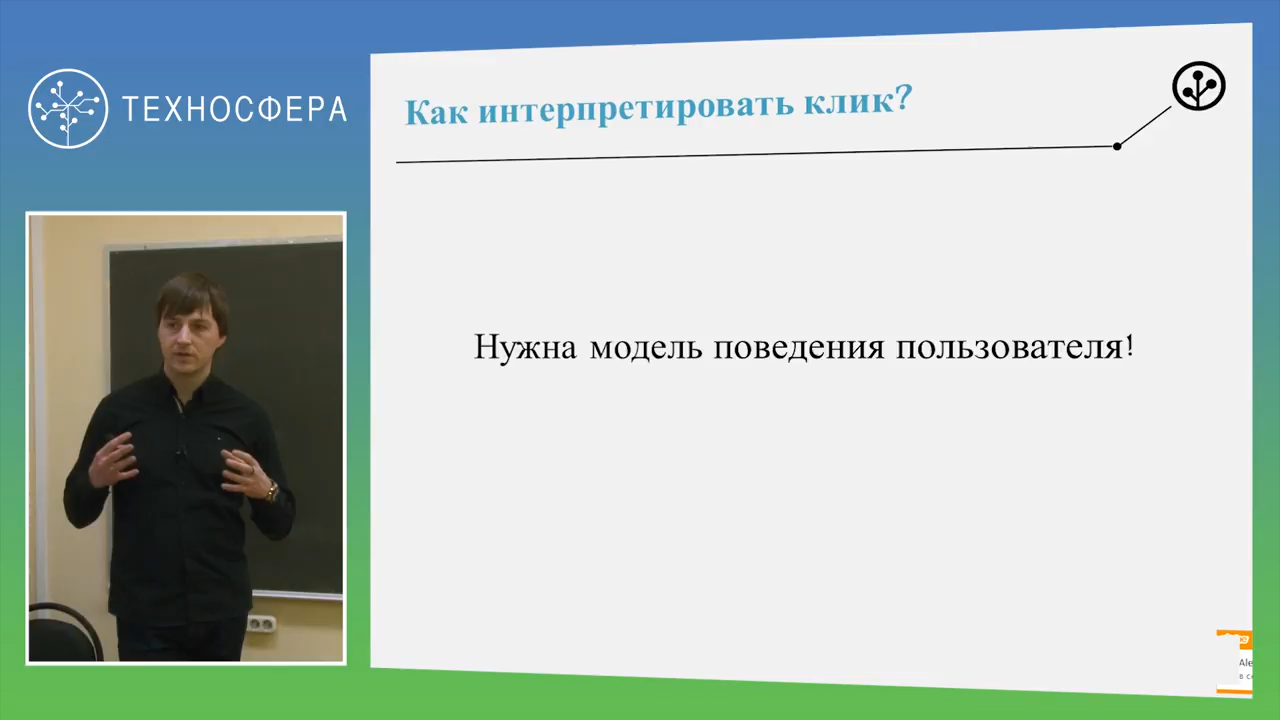 ТЕХНОСФЕРА
Как интерпретировать клик?
Нужна модель поведения пользователя!